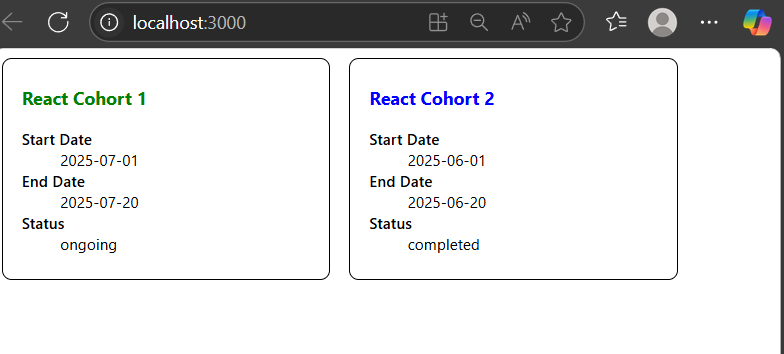 localhost:3000
React Cohort 1
Start Date
2025-07-01
End Date
2025-07-20
Status
ongoing
React Cohort 2
Start Date
2025-06-01
End Date
2025-06-20
Status
completed